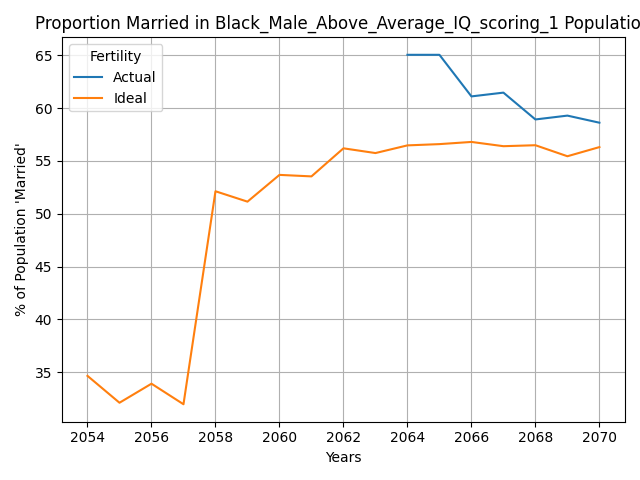 Proportion Married in Black_Male_Above_Average_IQ_scoring_1 Populatio
Fertility
Actual
Ideal
% of Population 'Married'
65
60
55
50
45
40
35
2054 2056 2058 2060 2062 2064 2066 2068 2070
Years